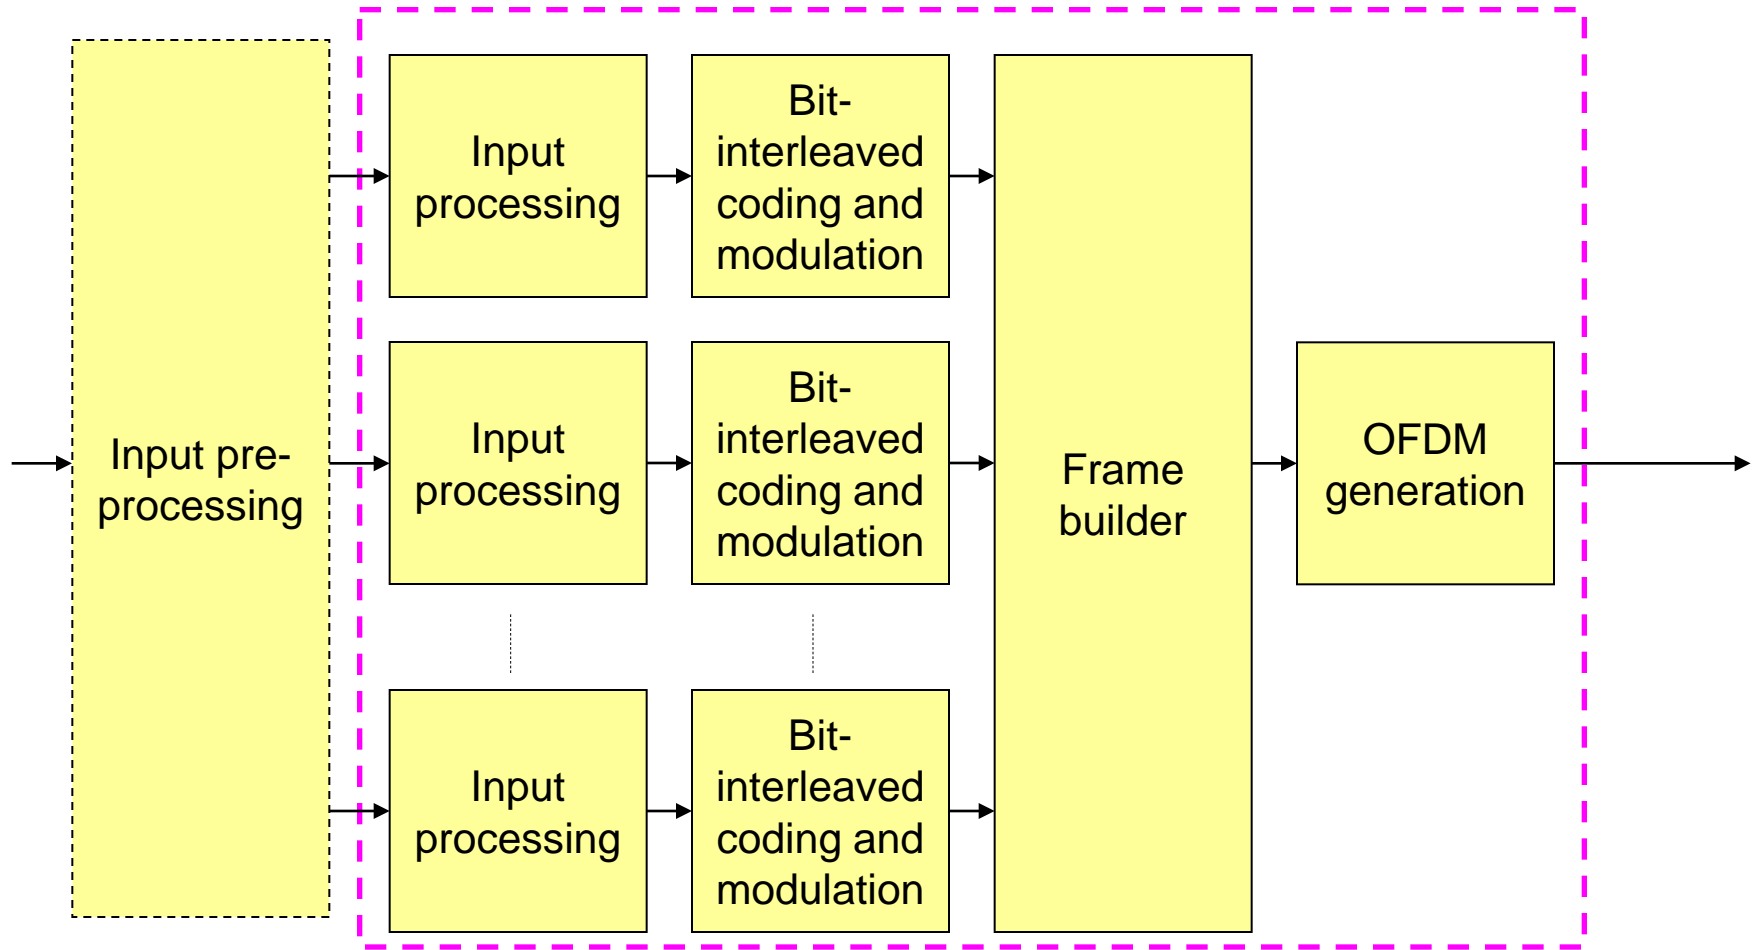 Input pre-
processing
Input
processing
Bit-
interleaved
coding and
modulation
Input
processing
Bit-
interleaved
coding and
modulation
Input
processing
Bit-
interleaved
coding and
modulation
Frame
builder
OFDM
generation